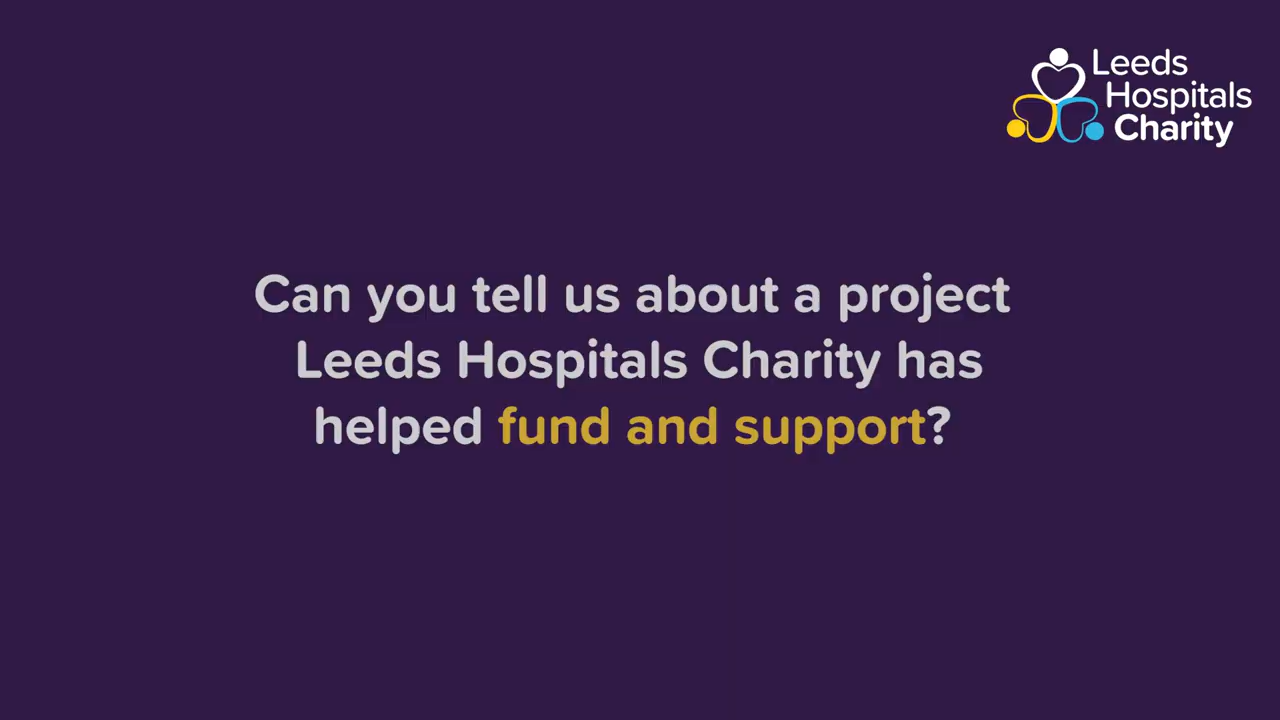 Leeds
Hospitals
Charity
Can you tell us about a project
Leeds Hospitals Charity has
helped fund and support?